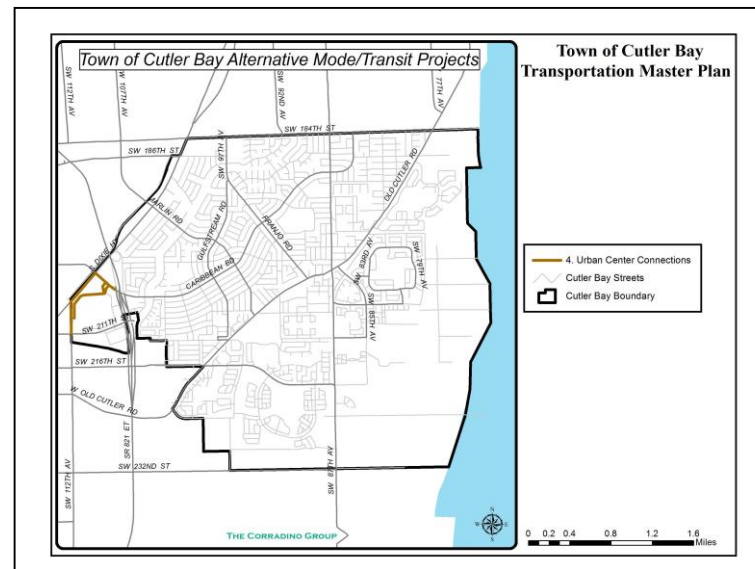 Town of Cutler Bay Alternative Mode/Transit Projects
Town of Cutler Bay
Transportation Master Plan
SW 112TH AV
SW 107TH AV
SW 92ND AV
77TH AV
SW 184TH ST
SW 186TH ST
SW 97TH AV
OLD CUTLER RD
MARLIN RD
GULFSTREAM RD
FRANJO RD
CARIBBEAN BD
S DIXIE HY
SW 83RD AV
SW 79TH AV
SW 85TH AV
SW 211TH ST
SW 216TH ST
W OLD CUTLER RD
SR 821 ET
SW 112TH AV
SW 87TH AV
SW 232ND ST
4. Urban Center Connections
Cutler Bay Streets
Cutler Bay Boundary
THE CORRADINO GROUP
N
W E
S
0 0.2 0.4 0.8 1.2 1.6
Miles